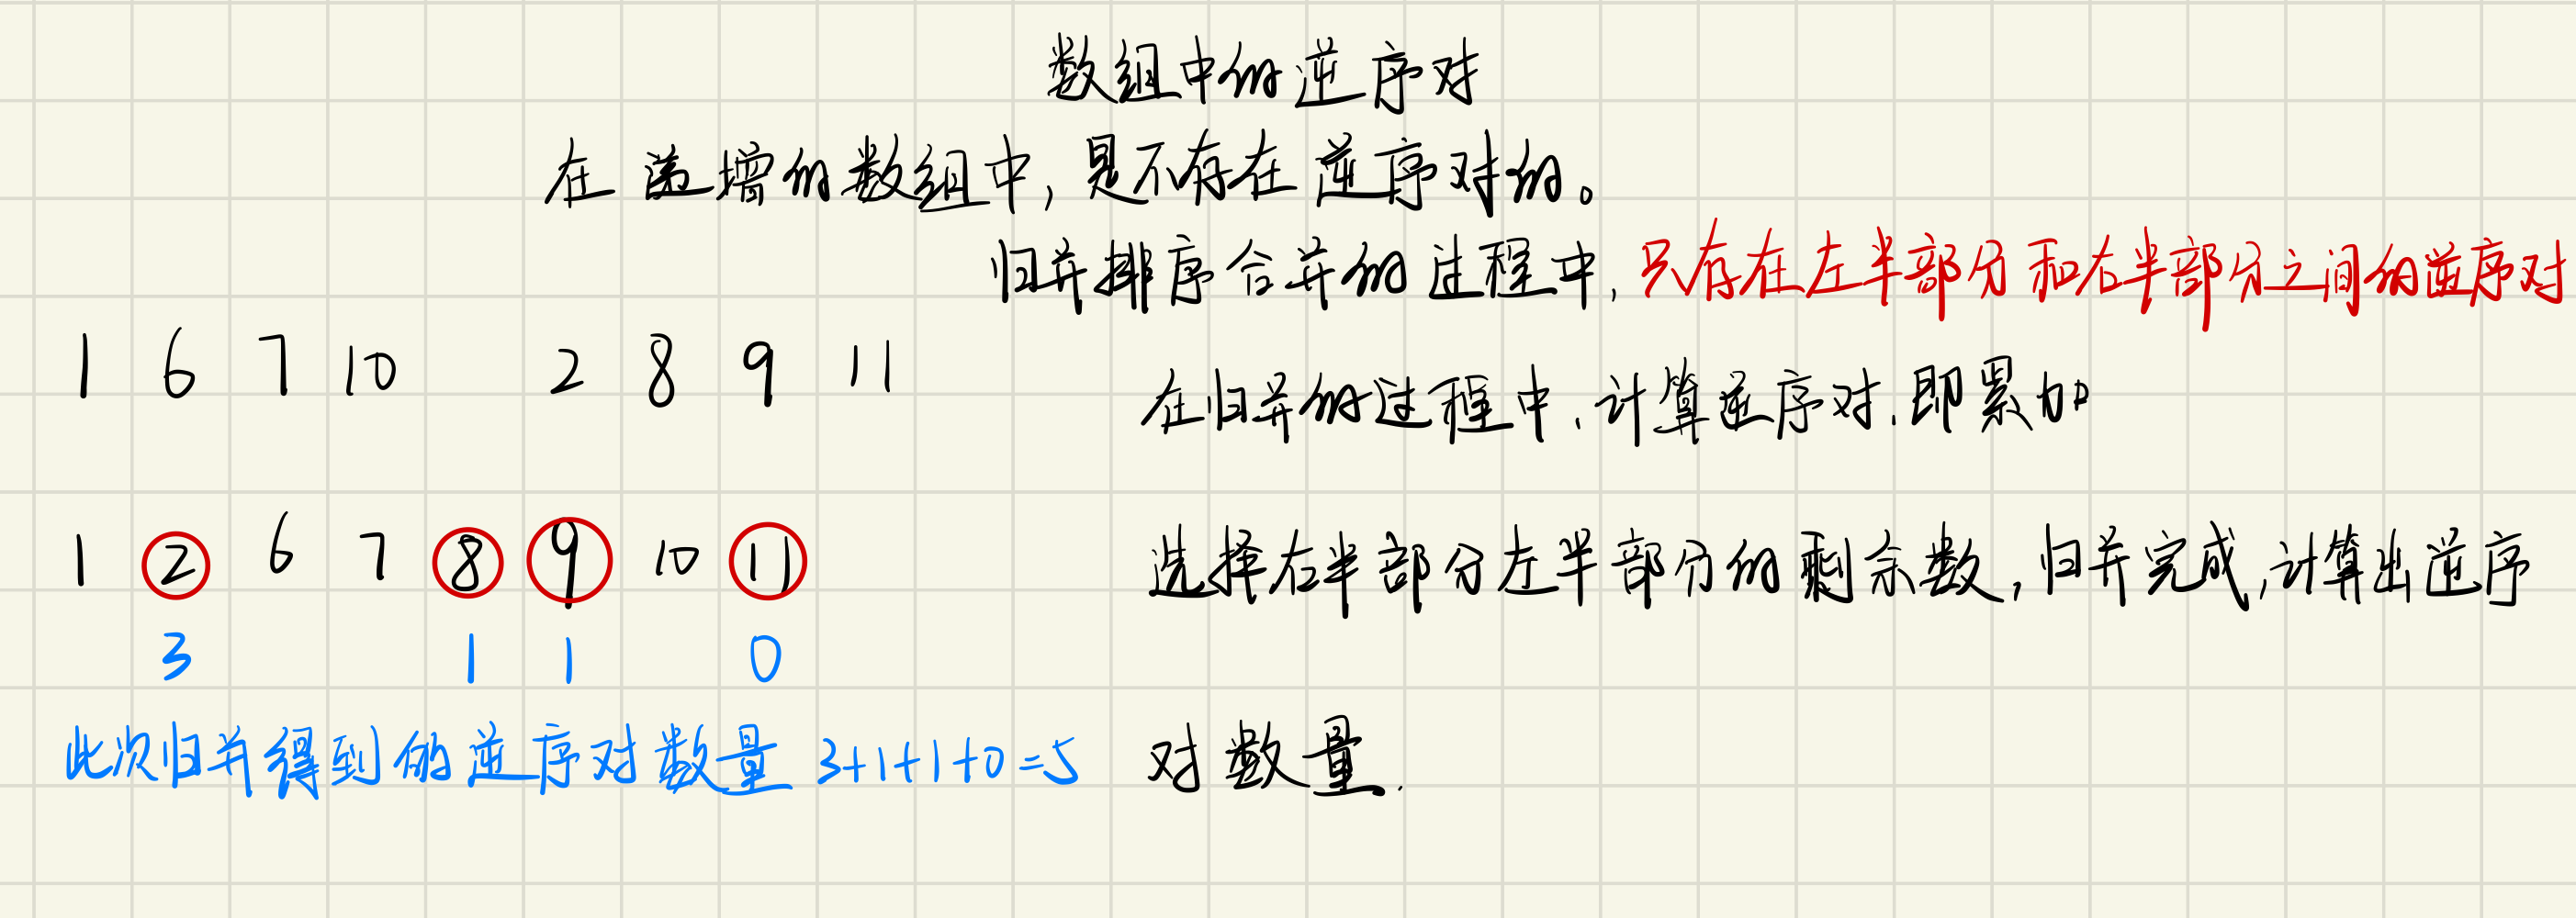 数组中的逆序对
在递增的数组中,是不存在逆序对的。
归并排序合并的过程中,只存在左半部分和右半部分之间的逆序对
1 6 7 10 2 8 9 11
在归并的过程中,计算逆序对,即累加
1 2 6 7 8 9 10 11
选择右半部分左半部分的剩余数,归并完成,计算出逆序
3 1 1 0
此次归并得到的逆序对数量 3+1+1+0=5
对数量.